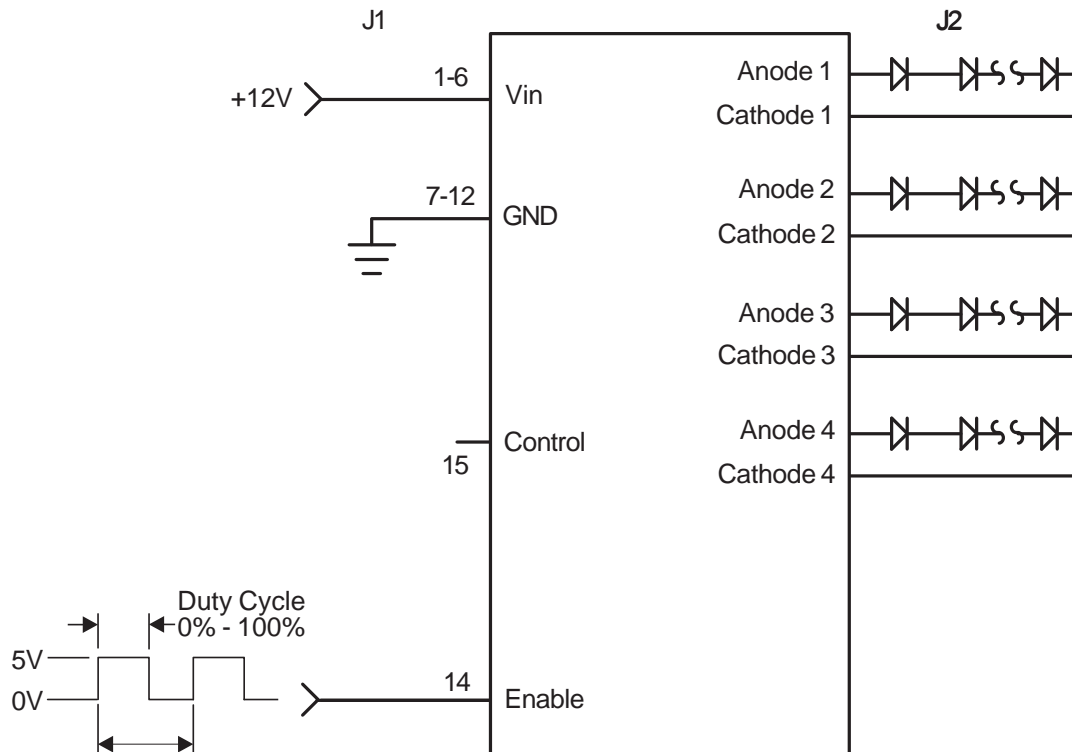 J1
J2
1-6
+12V
Vin
7-12
GND
15
Control
Duty Cycle
0% - 100%
5V
0V
14
Enable
Anode 1
Cathode 1
Anode 2
Cathode 2
Anode 3
Cathode 3
Anode 4
Cathode 4